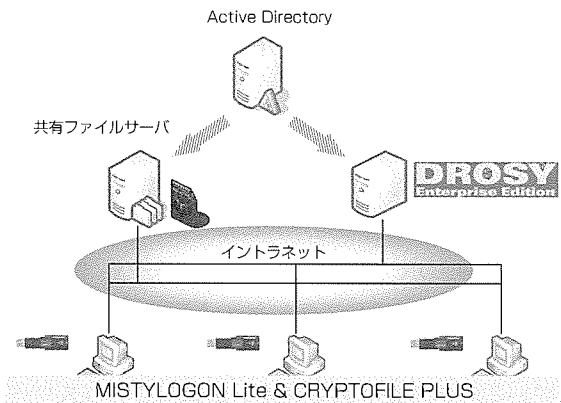 Active Directory
共有ファイルサーバ
DROSY
Enterprise Edition
イントラネット
MISTYLOGON Lite & CRYPTOFILE PLUS